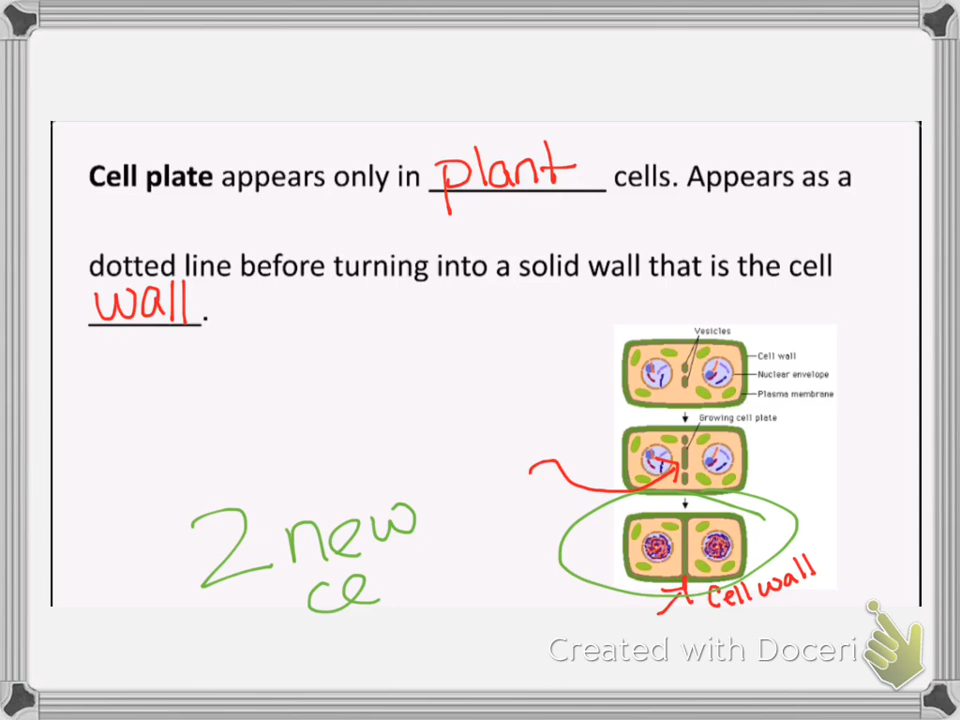 Cell plate appears only in plant cells. Appears as a
dotted line before turning into a solid wall that is the cell
wall.
Vesicles
Cell wall
Nuclear envelope
Plasma membrane
Growing cell plate
2 new
ce
cell wall
Created with Doceri